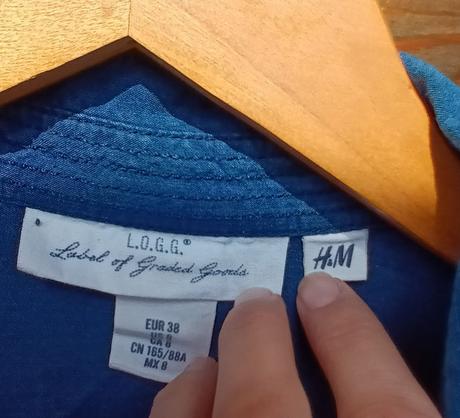 L.O.G.G.®
Label of Graded Goods
H&M
EUR 38
US 8
CN 165/88A
MX 8